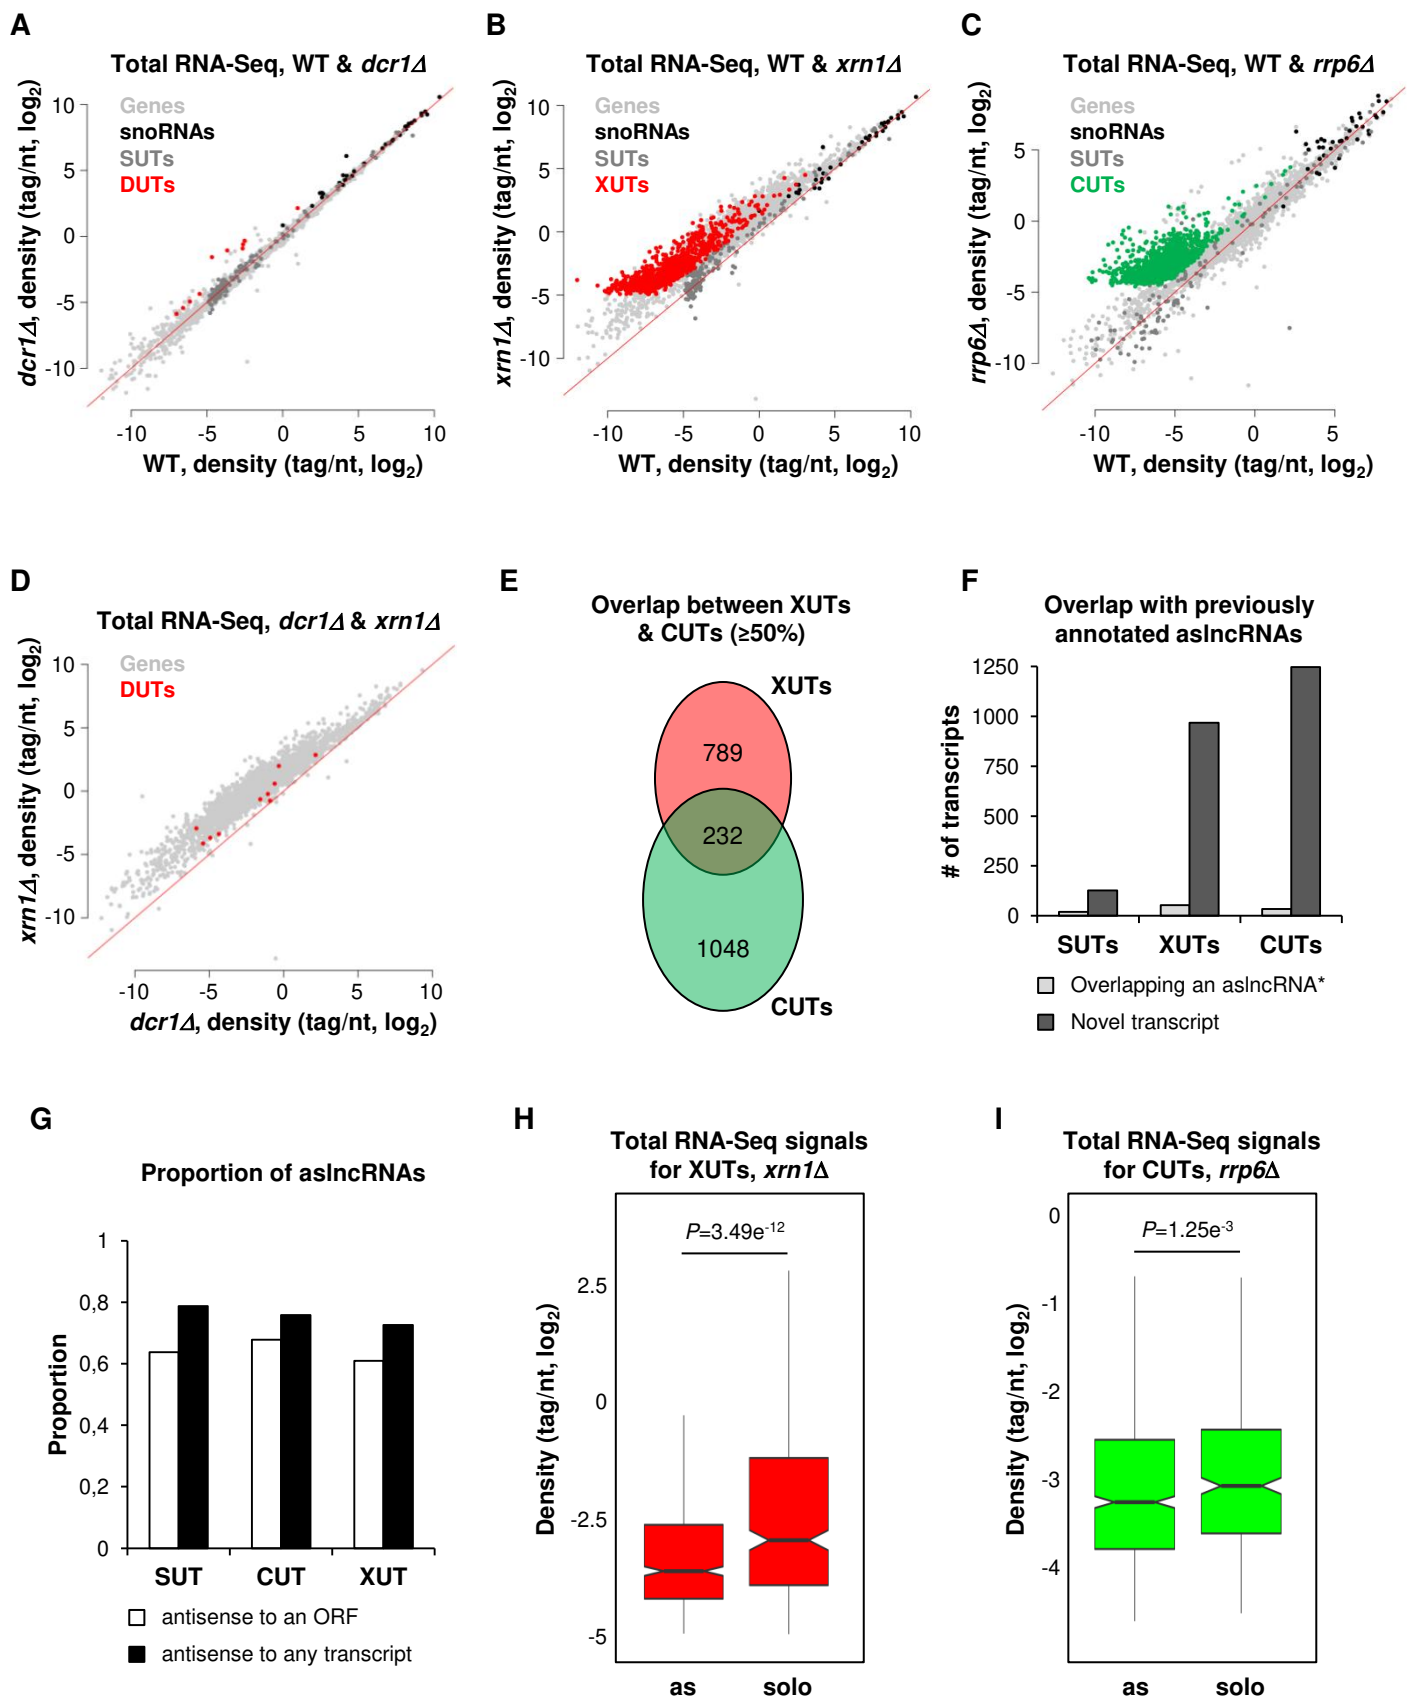 A
Total RNA-Seq, WT & dcr1Δ
dcr1Δ, density (tag/nt, log2)
10
5
0
-5
-10
Genes
snoRNAs
SUTs
DUTs
-10 -5 0 5 10
WT, density (tag/nt, log2)
B
Total RNA-Seq, WT & xrn1Δ
xrn1Δ, density (tag/nt, log2)
10
5
0
-5
-10
Genes
snoRNAs
SUTs
XUTs
-10 -5 0 5 10
WT, density (tag/nt, log2)
C
Total RNA-Seq, WT & rrp6Δ
rrp6Δ, density (tag/nt, log2)
5
0
-5
-10
Genes
snoRNAs
SUTs
CUTs
-10 -5 0 5
WT, density (tag/nt, log2)
D
Total RNA-Seq, dcr1Δ & xrn1Δ
xrn1Δ, density (tag/nt, log2)
10
5
0
-5
-10
Genes
DUTs
-10 -5 0 5 10
dcr1Δ, density (tag/nt, log2)
E
Overlap between XUTs
& CUTs (≥50%)
XUTs
789
232
1048
CUTs
F
Overlap with previously
annotated aslncRNAs
# of transcripts
1250
1000
750
500
250
0
SUTs XUTs CUTs
Overlapping an aslncRNA*
Novel transcript
G
Proportion of aslncRNAs
Proportion
1
0,8
0,6
0,4
0,2
0
SUT CUT XUT
antisense to an ORF
antisense to any transcript
H
Total RNA-Seq signals
for XUTs, xrn1Δ
Density (tag/nt, log2)
P=3.49e-12
2.5
0
-2.5
-5
as solo
I
Total RNA-Seq signals
for CUTs, rrp6Δ
Density (tag/nt, log2)
P=1.25e-3
0
-1
-2
-3
-4
as solo